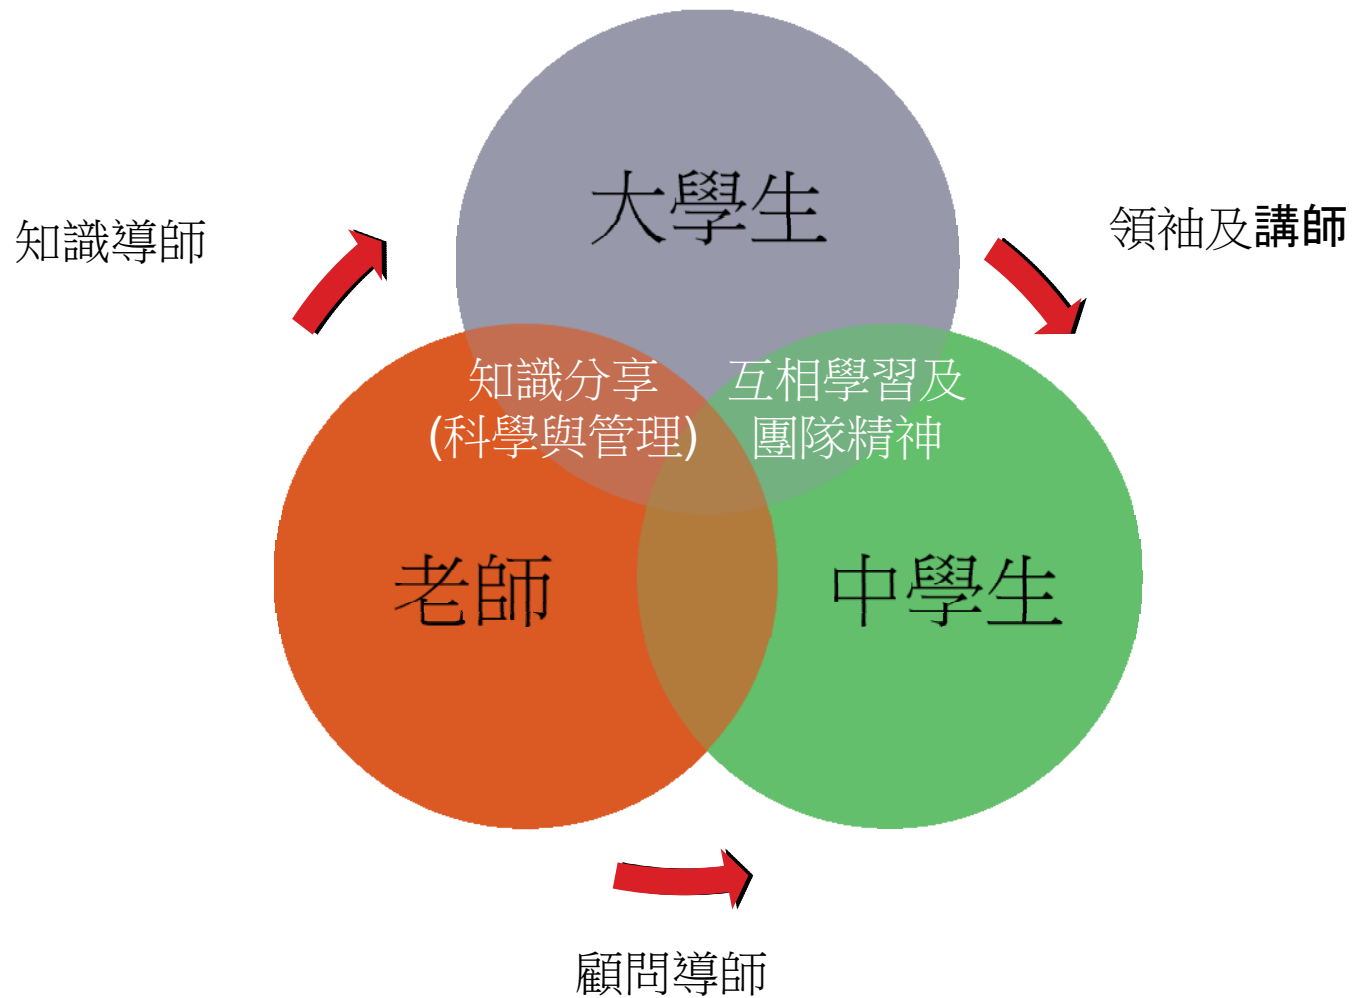 大學生
知識導師
領袖及講師
知識分享
(科學與管理)
互相學習及
團隊精神
老師
中學生
顧問導師